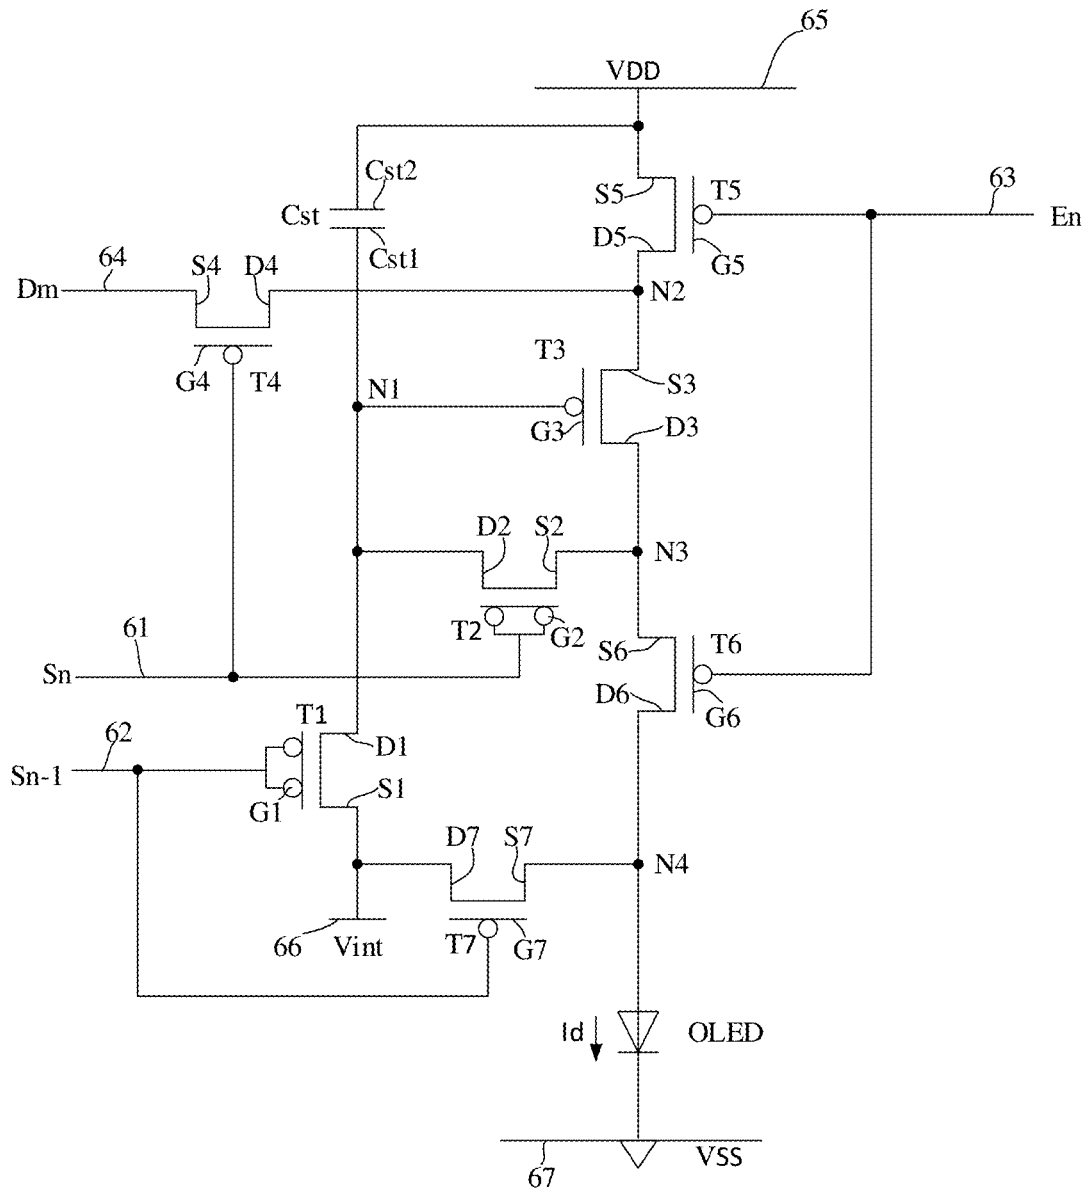 65
VDD
Cst2
S5
T5
63
Cst
En
D5
Cst1
G5
64
S4
D4
Dm
N2
T3
G4
T4
N1
S3
G3
D3
D2
S2
N3
61
T2
G2
T6
S6
Sn
D6
G6
T1
62
D1
Sn-1
S1
G1
D7
S7
N4
66
Vint
T7
G7
Id
OLED
VSS
67